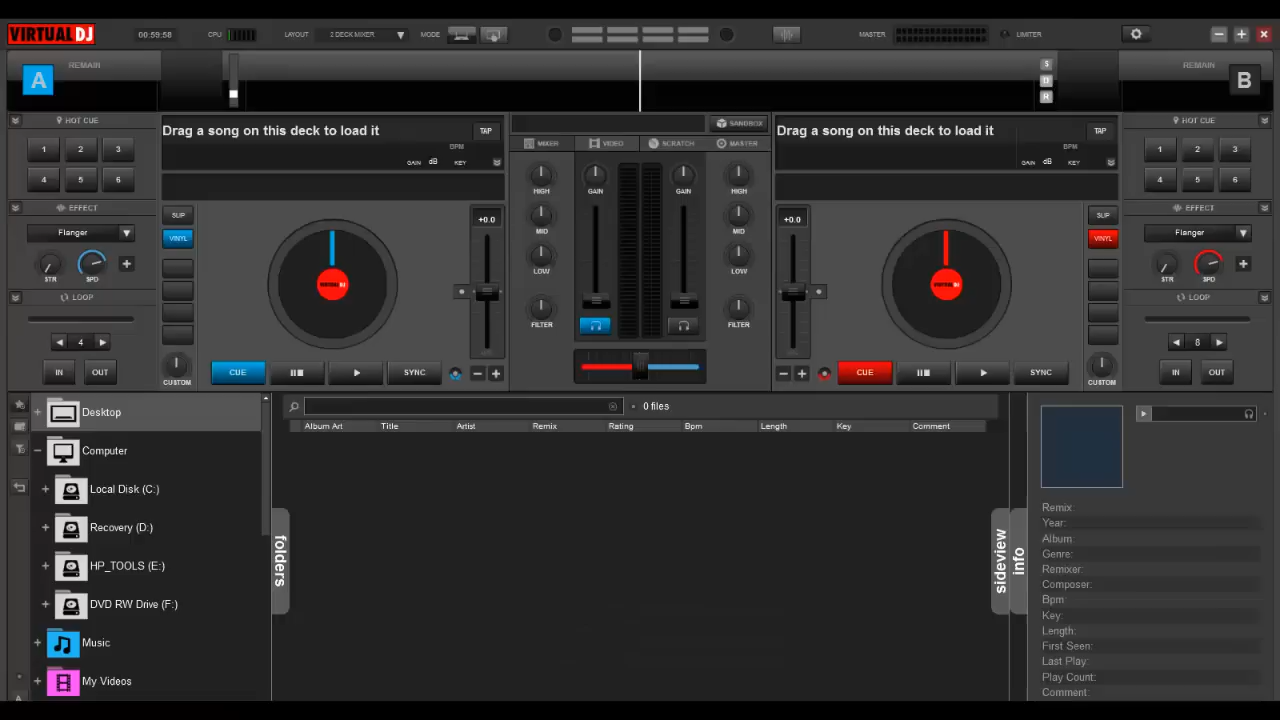 VIRTUAL DJ 00:59:58 CPU LAYOUT 2 DECK MIXER MODE MASTER LIMITER
A REMAIN S D R REMAIN B
HOT CUE
1 2 3
4 5 6
EFFECT
Flanger
STR SPD
LOOP
4
IN OUT
Drag a song on this deck to load it TAP
BPM
GAIN dB KEY
SLIP
VINYL
CUSTOM
+0.0
VIRTUAL DJ
CUE SYNC
SANDBOX
MIXER VIDEO SCRATCH MASTER
HIGH GAIN GAIN HIGH
MID MID
LOW LOW
FILTER FILTER
Drag a song on this deck to load it TAP
BPM
GAIN dB KEY
+0.0
VIRTUAL DJ
SLIP
VINYL
CUSTOM
CUE SYNC
HOT CUE
1 2 3
4 5 6
EFFECT
Flanger
STR SPD
LOOP
8
IN OUT
Desktop
Computer
Local Disk (C:)
Recovery (D:)
HP_TOOLS (E:)
DVD RW Drive (F:)
Music
My Videos
folders
0 files
Album Art Title Artist Remix Rating Bpm Length Key Comment
sideview
info
Remix:
Year:
Album:
Genre:
Remixer:
Composer:
Bpm:
Key:
Length:
First Seen:
Last Play:
Play Count:
Comment: